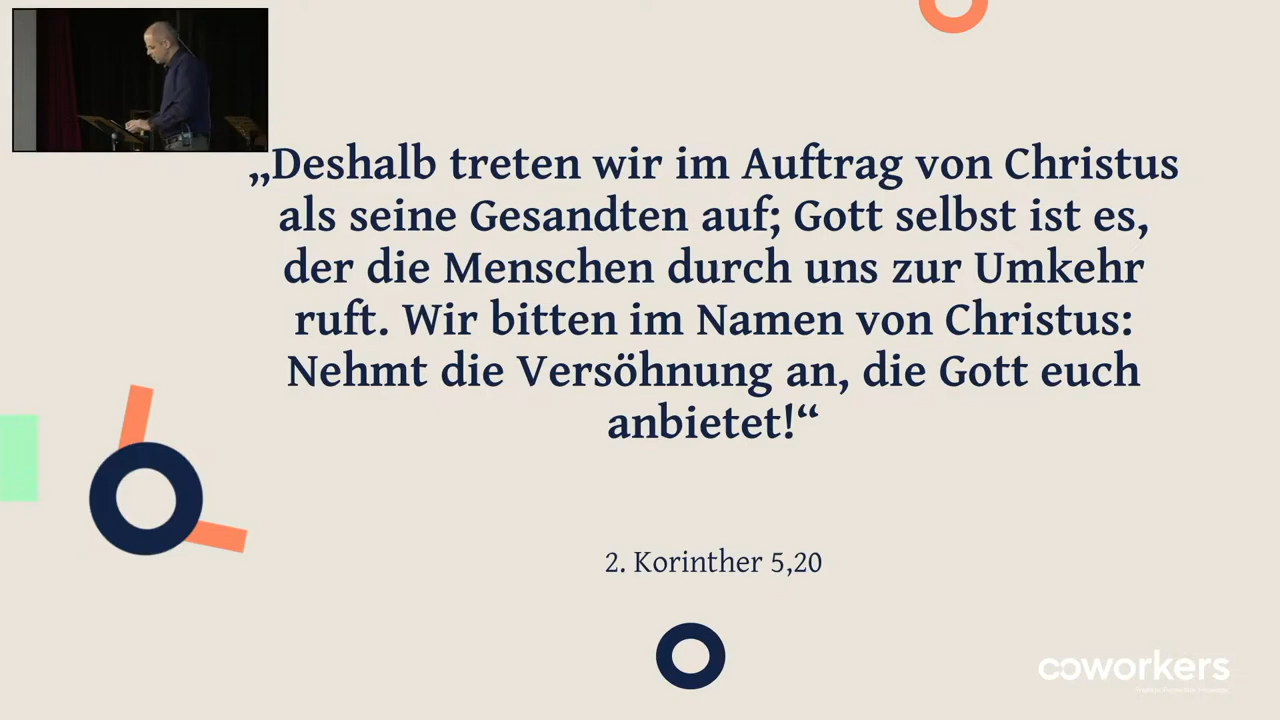 „Deshalb treten wir im Auftrag von Christus
als seine Gesandten auf; Gott selbst ist es,
der die Menschen durch uns zur Umkehr
ruft. Wir bitten im Namen von Christus:
Nehmt die Versöhnung an, die Gott euch
anbietet!“
2. Korinther 5,20
coworkers